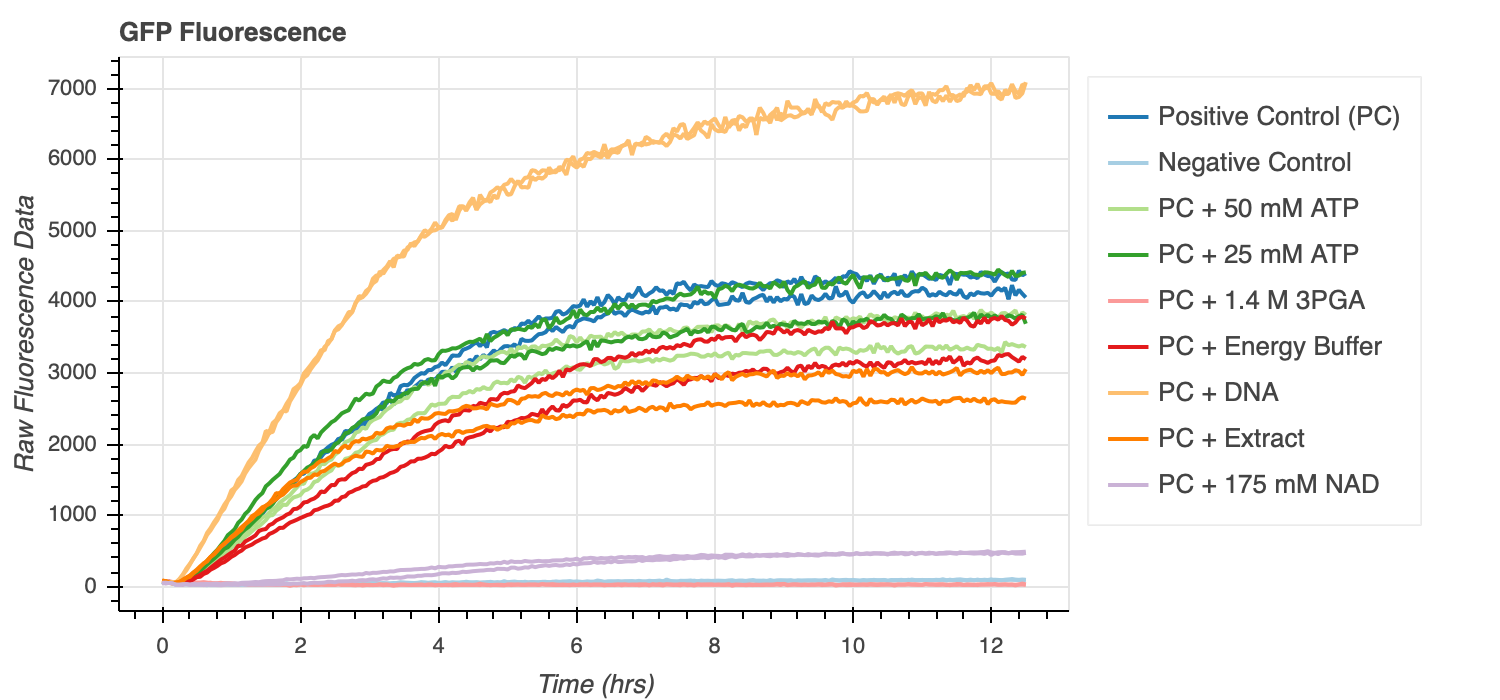 GFP Fluorescence
Raw Fluorescence Data
7000
6000
5000
4000
3000
2000
1000
0
0 2 4 6 8 10 12
Time (hrs)
Positive Control (PC)
Negative Control
PC + 50 mM ATP
PC + 25 mM ATP
PC + 1.4 M 3PGA
PC + Energy Buffer
PC + DNA
PC + Extract
PC + 175 mM NAD